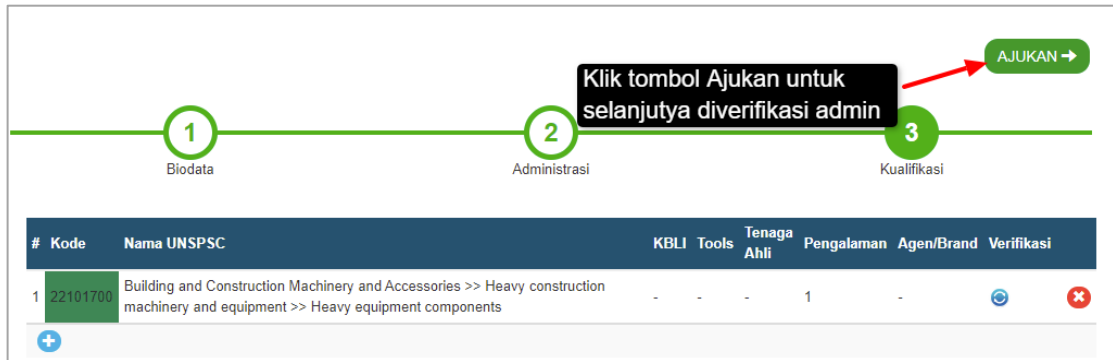 AJUKAN
Klik tombol Ajukan untuk
selanjutya diverifikasi admin
1
2
3
Biodata
Administrasi
Kualifikasi
# Kode Nama UNSPSC KBLI Tools Tenaga Ahli Pengalaman Agen/Brand Verifikasi
1 22101700 Building and Construction Machinery and Accessories >> Heavy construction
machinery and equipment >> Heavy equipment components - - - 1 -